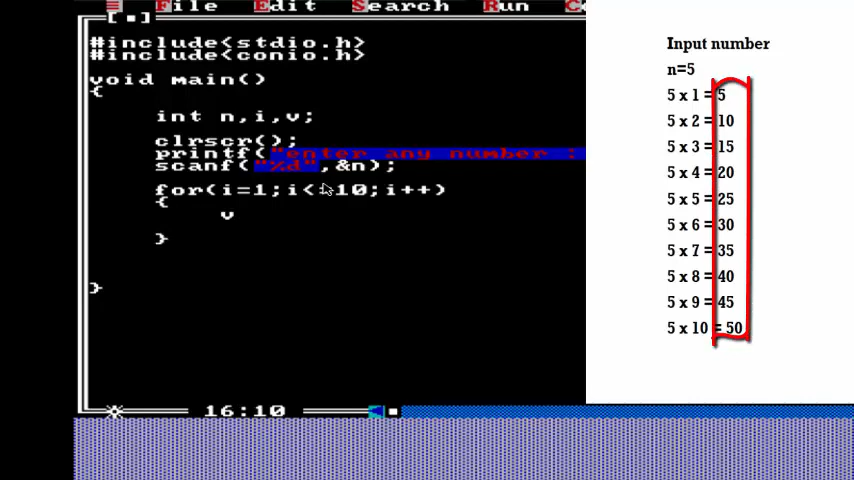 ≡ File Edit Search Run C
#include<stdio.h>
#include<conio.h>
void main()
{
int n,i,v;
clrscr();
printf("enter any number :
scanf("%d",&n);
for(i=1;i<=10;i++)
{
v
}
}
16:10
Input number
n=5
5 x 1 = 5
5 x 2 = 10
5 x 3 = 15
5 x 4 = 20
5 x 5 = 25
5 x 6 = 30
5 x 7 = 35
5 x 8 = 40
5 x 9 = 45
5 x 10 = 50